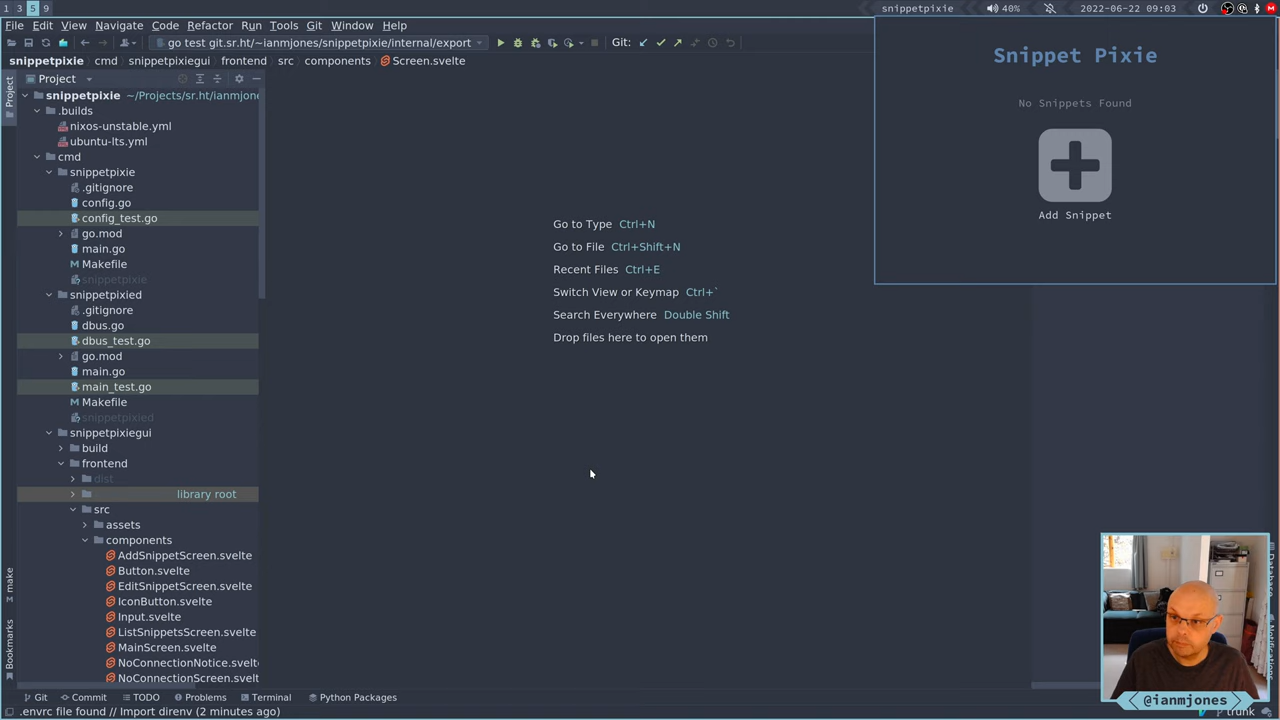 1 3 5 9
snippetpixie 40% 2022-06-22 09:03
File Edit View Navigate Code Refactor Run Tools Git Window Help
go test git.sr.ht/~ianmjones/snippetpixie/internal/export Git:
snippetpixie cmd snippetpixiegui frontend src components Screen.svelte
Project
Project
snippetpixie ~/Projects/sr.ht/ianmjone
.builds
nixos-unstable.yml
ubuntu-lts.yml
cmd
snippetpixie
.gitignore
config.go
config_test.go
go.mod
main.go
Makefile
snippetpixie
snippetpixied
.gitignore
dbus.go
dbus_test.go
go.mod
main.go
main_test.go
Makefile
snippetpixied
snippetpixiegui
build
frontend
dist
library root
src
assets
components
AddSnippetScreen.svelte
Button.svelte
EditSnippetScreen.svelte
IconButton.svelte
Input.svelte
ListSnippetsScreen.svelte
MainScreen.svelte
NoConnectionNotice.svelte
NoConnectionScreen.svelt
make
Bookmarks
Go to Type Ctrl+N
Go to File Ctrl+Shift+N
Recent Files Ctrl+E
Switch View or Keymap Ctrl+`
Search Everywhere Double Shift
Drop files here to open them
Snippet Pixie
No Snippets Found
Add Snippet
@ianmjones
Git Commit TODO Problems Terminal Python Packages
.envrc file found // Import direnv (2 minutes ago)
trunk